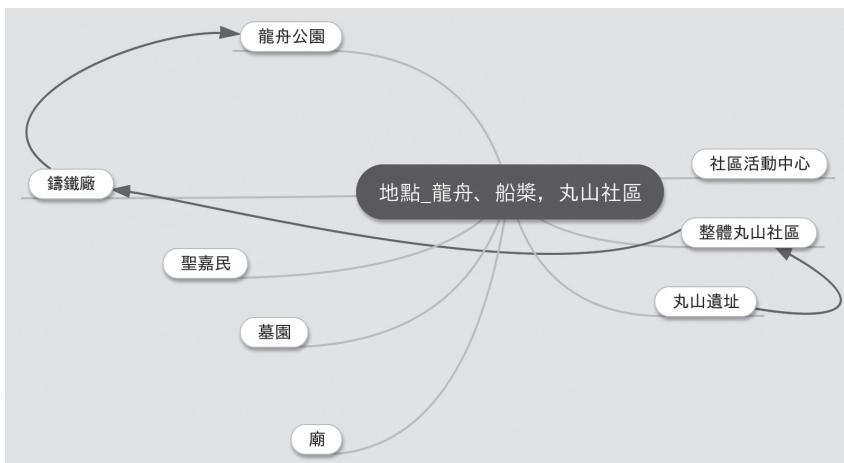 龍舟公園
社區活動中心
鑄鐵廠
地點_龍舟、船槳，丸山社區
整體丸山社區
聖嘉民
丸山遺址
墓園
廟